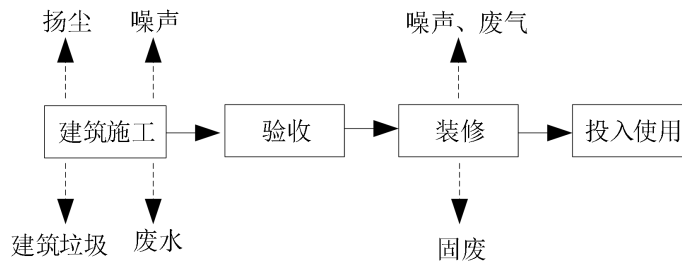 扬尘 噪声 噪声、废气
建筑施工 验收 装修 投入使用
建筑垃圾 废水 固废